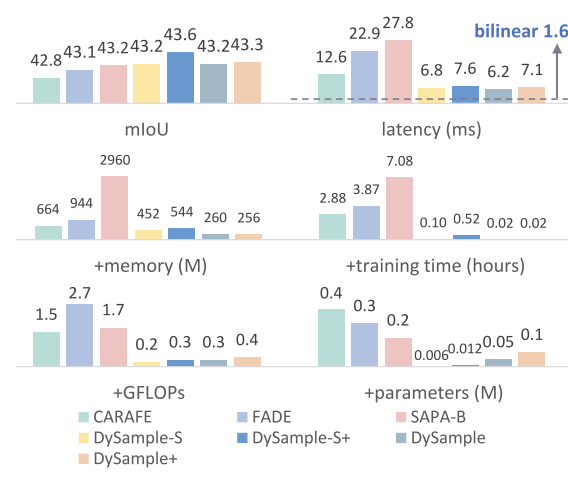 42.8 43.1 43.2 43.2 43.6 43.2 43.3
mIoU
12.6 22.9 27.8 6.8 7.6 6.2 7.1
bilinear 1.6
latency (ms)
664 944 2960 452 544 260 256
+memory (M)
2.88 3.87 7.08 0.10 0.52 0.02 0.02
+training time (hours)
1.5 2.7 1.7 0.2 0.3 0.3 0.4
+GFLOPs
0.4 0.3 0.2 0.006 0.012 0.05 0.1
+parameters (M)
CARAFE FADE SAPA-B
DySample-S DySample-S+ DySample
DySample+